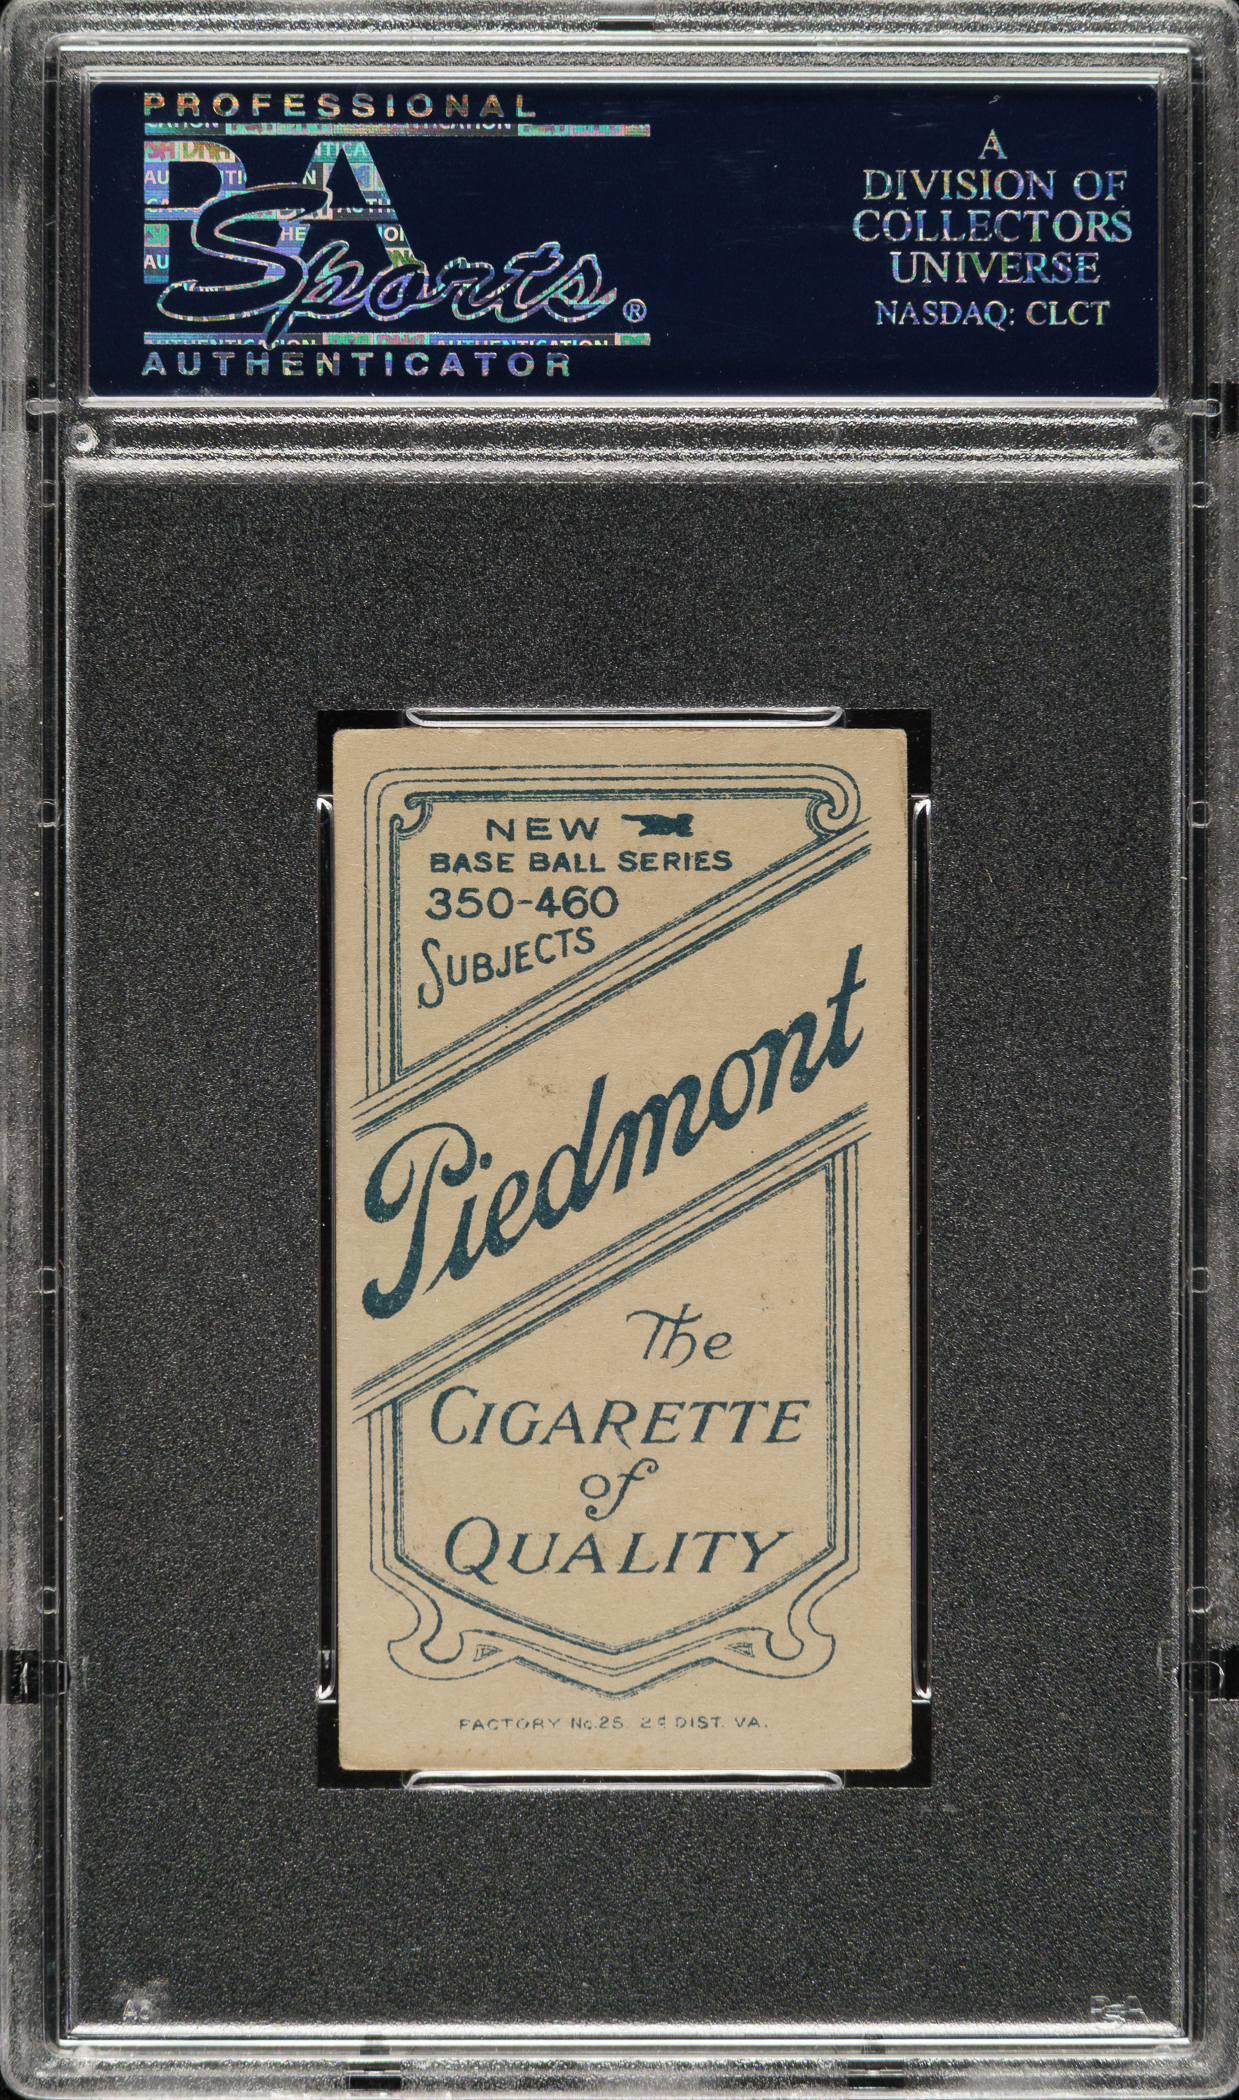 PROFESSIONAL
PSA
Sports®
AUTHENTICATOR
A
DIVISION OF
COLLECTORS
UNIVERSE
NASDAQ: CLCT
NEW
BASE BALL SERIES
350-460
SUBJECTS
Piedmont
The
CIGARETTE
of
QUALITY
FACTORY No.25. 2d DIST. VA.
PSA